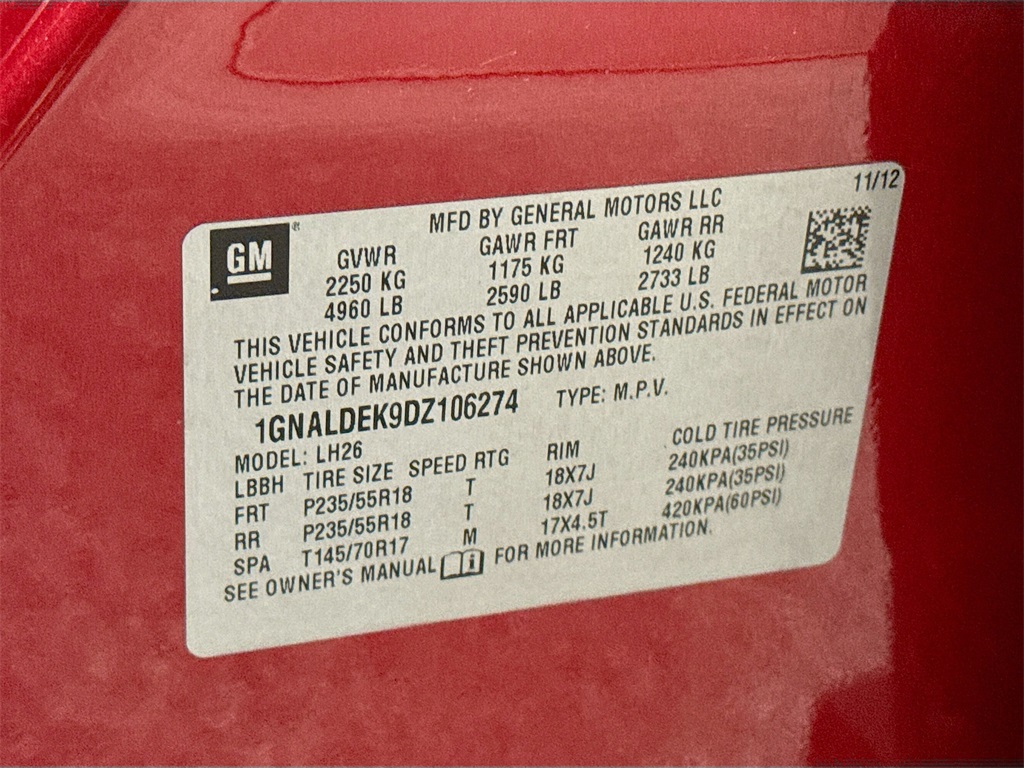 11/12
GM®
MFD BY GENERAL MOTORS LLC
GVWR GAWR FRT GAWR RR
2250 KG 1175 KG 1240 KG
4960 LB 2590 LB 2733 LB
THIS VEHICLE CONFORMS TO ALL APPLICABLE U.S. FEDERAL MOTOR
VEHICLE SAFETY AND THEFT PREVENTION STANDARDS IN EFFECT ON
THE DATE OF MANUFACTURE SHOWN ABOVE.
1GNALDEK9DZ106274 TYPE: M.P.V.
MODEL: LH26
LBBH TIRE SIZE SPEED RTG RIM COLD TIRE PRESSURE
FRT P235/55R18 T 18X7J 240KPA(35PSI)
RR P235/55R18 T 18X7J 240KPA(35PSI)
SPA T145/70R17 M 17X4.5T 420KPA(60PSI)
SEE OWNER'S MANUAL i FOR MORE INFORMATION.